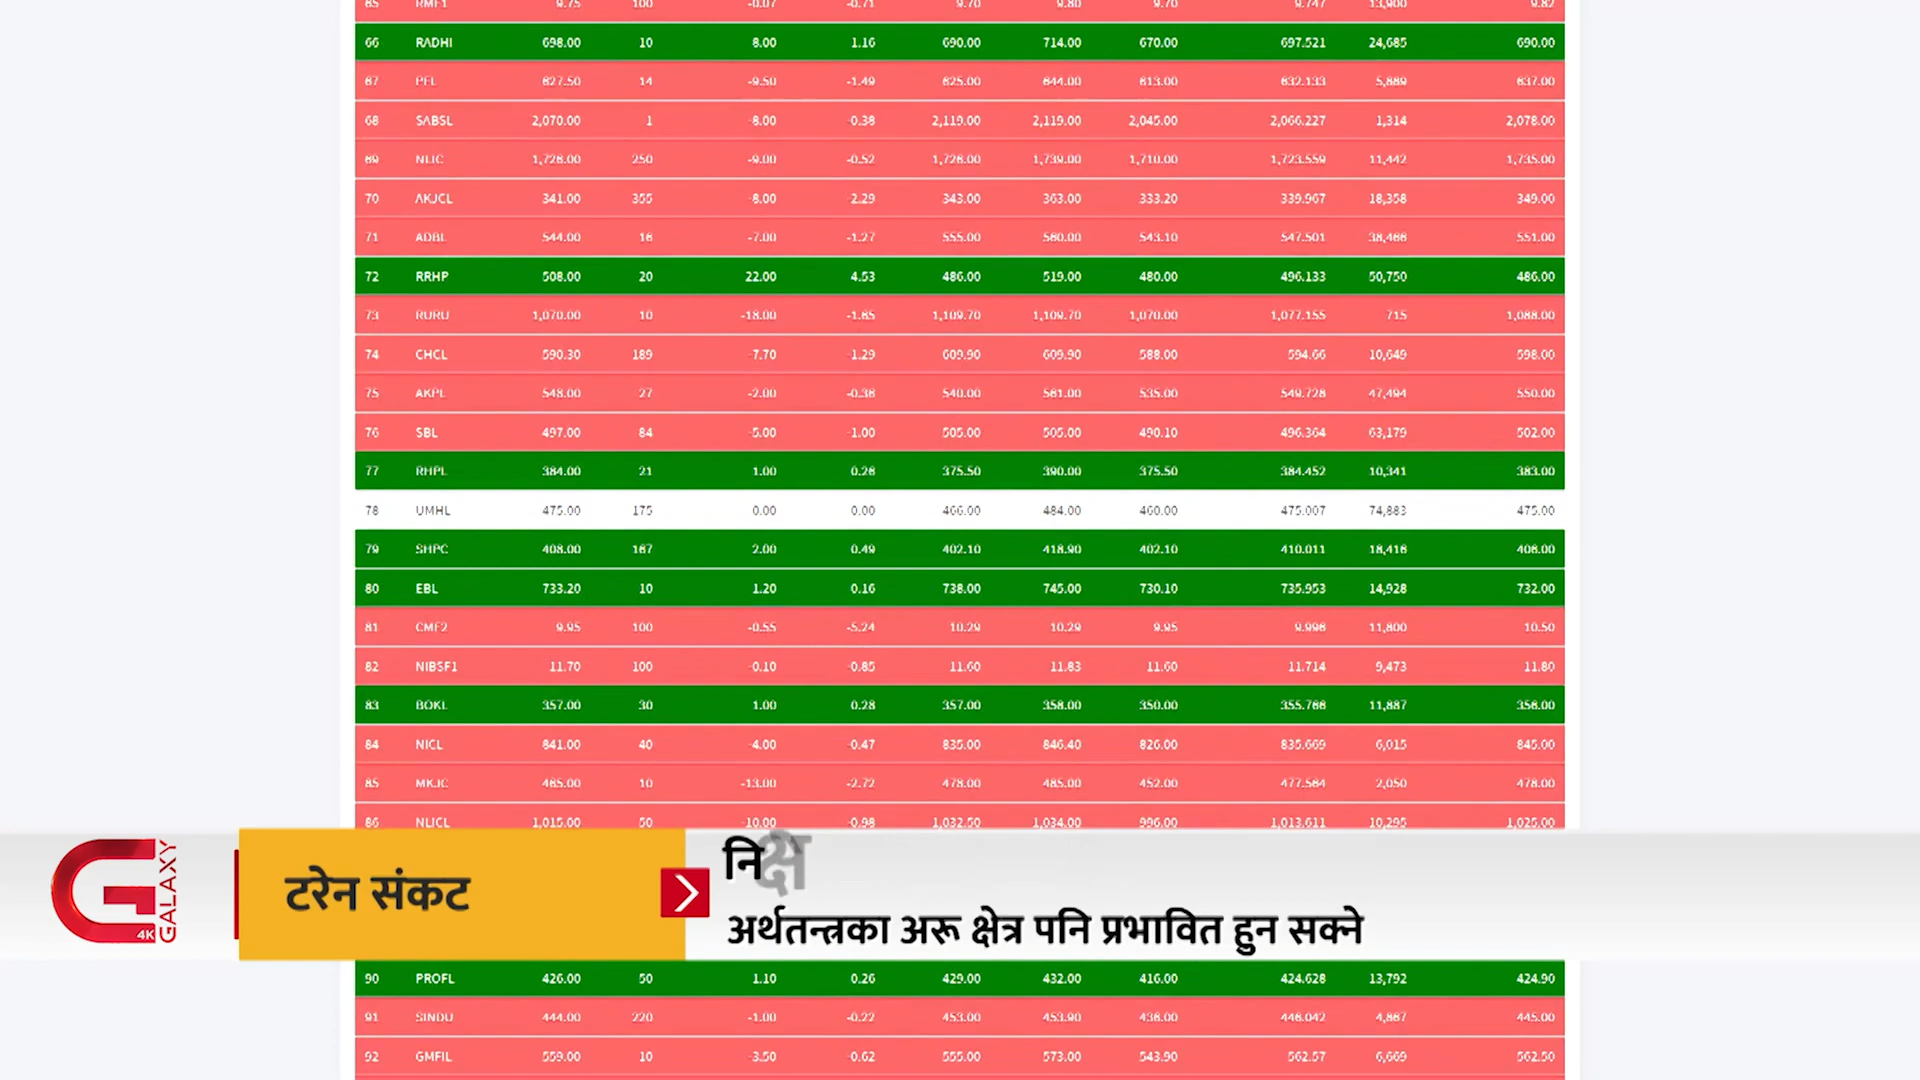 66 RADHI 698.00 10 8.00 1.16 690.00 714.00 670.00 697.521 24,685 690.00
67 PFL 627.50 14 -9.50 -1.49 625.00 644.00 613.00 632.133 5,889 637.00
68 SABSL 2,070.00 1 -8.00 -0.38 2,119.00 2,119.00 2,045.00 2,066.227 1,314 2,078.00
69 NLIC 1,726.00 250 -9.00 -0.52 1,726.00 1,739.00 1,710.00 1,723.559 11,442 1,735.00
70 AKJCL 341.00 355 -8.00 -2.29 343.00 363.00 333.20 339.967 18,358 349.00
71 ADBL 544.00 16 -7.00 -1.27 555.00 560.00 543.10 547.501 38,466 551.00
72 RRHP 508.00 20 22.00 4.53 486.00 519.00 480.00 496.133 50,750 486.00
73 RURU 1,070.00 10 -18.00 -1.65 1,109.70 1,109.70 1,070.00 1,077.155 715 1,088.00
74 CHCL 590.30 189 -7.70 -1.29 609.90 609.90 588.00 594.66 10,649 598.00
75 AKPL 548.00 27 -2.00 -0.36 540.00 561.00 535.00 549.728 47,494 550.00
76 SBL 497.00 84 -5.00 -1.00 505.00 505.00 490.10 496.364 63,179 502.00
77 RHPL 384.00 21 1.00 0.26 375.50 390.00 375.50 384.452 10,341 383.00
78 UMHL 475.00 175 0.00 0.00 466.00 484.00 460.00 475.007 74,883 475.00
79 SHPC 408.00 167 2.00 0.49 402.10 418.90 402.10 410.011 18,416 406.00
80 EBL 733.20 10 1.20 0.16 738.00 745.00 730.10 735.953 14,928 732.00
81 CMF2 9.95 100 -0.55 -5.24 10.29 10.29 9.95 9.996 11,800 10.50
82 NIBSF1 11.70 100 -0.10 -0.85 11.60 11.83 11.60 11.714 9,473 11.80
83 BOKL 357.00 30 1.00 0.28 357.00 358.00 350.00 355.766 11,887 356.00
84 NICL 841.00 40 -4.00 -0.47 835.00 846.40 826.00 835.669 6,015 845.00
85 MKJC 465.00 10 -13.00 -2.72 478.00 485.00 452.00 477.584 2,050 478.00
86 NLICL 1,015.00 50 -10.00 -0.98 1,032.50 1,034.00 996.00 1,013.611 10,295 1,025.00
टरेन संकट
निक्ष
अर्थतन्त्रका अरू क्षेत्र पनि प्रभावित हुन सक्ने
GALAXY
4K
90 PROFL 426.00 50 1.10 0.26 429.00 432.00 416.00 424.628 13,792 424.90
91 SINDU 444.00 220 -1.00 -0.22 453.00 453.90 436.00 446.042 4,867 445.00
92 GMFIL 559.00 10 -3.50 -0.62 555.00 573.00 543.90 562.57 6,669 562.50